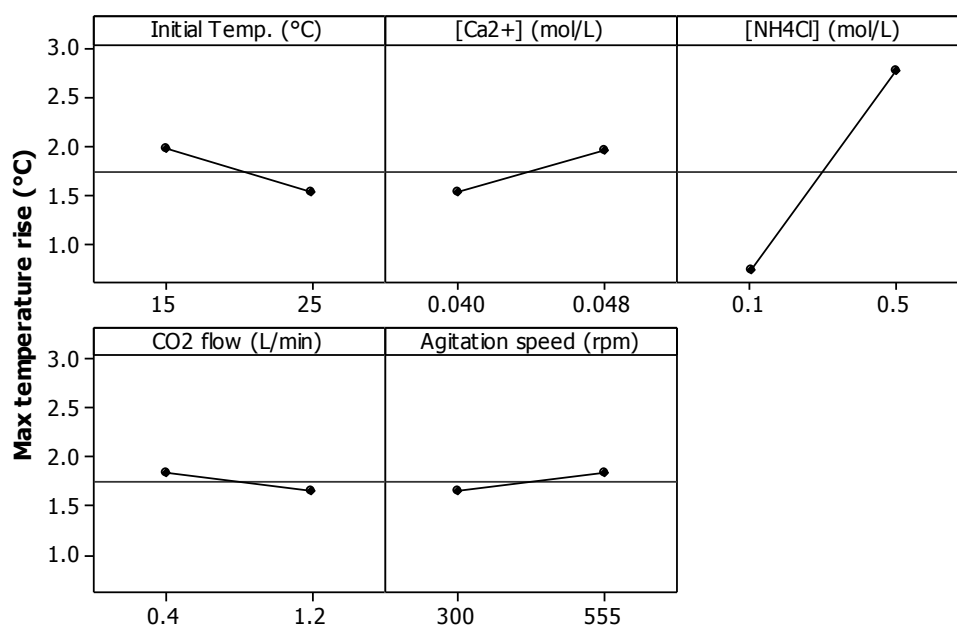 Initial Temp. (°C) [Ca2+] (mol/L) [NH4Cl] (mol/L)
3.0
2.5
2.0
1.5
1.0
15 25 0.040 0.048 0.1 0.5
CO2 flow (L/min) Agitation speed (rpm)
3.0
2.5
2.0
1.5
1.0
0.4 1.2 300 555
Max temperature rise (°C)